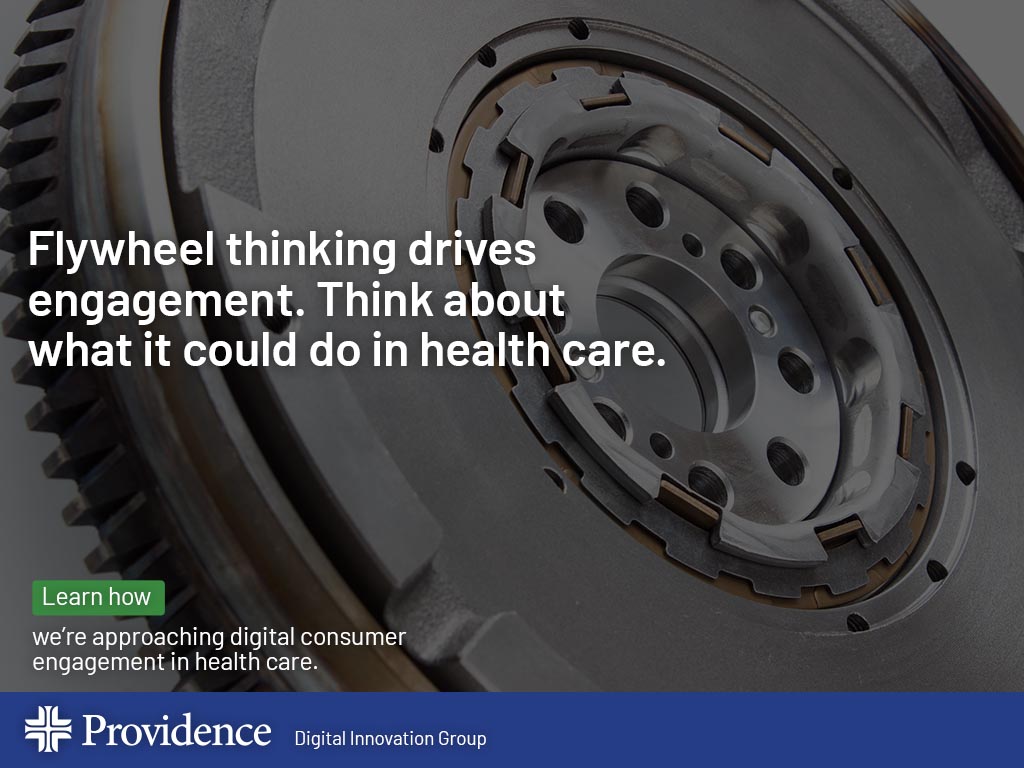 Flywheel thinking drives
engagement. Think about
what it could do in health care.
Learn how
we’re approaching digital consumer
engagement in health care.
Providence Digital Innovation Group